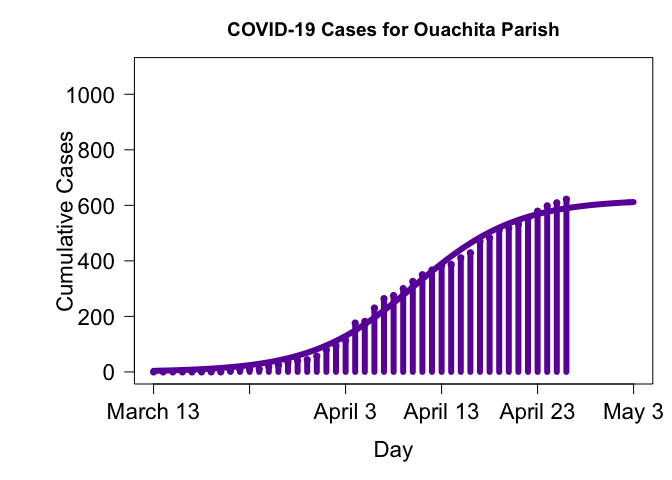 COVID-19 Cases for Ouachita Parish
Cumulative Cases
1000
800
600
400
200
0
March 13 April 3 April 13 April 23 May 3
Day